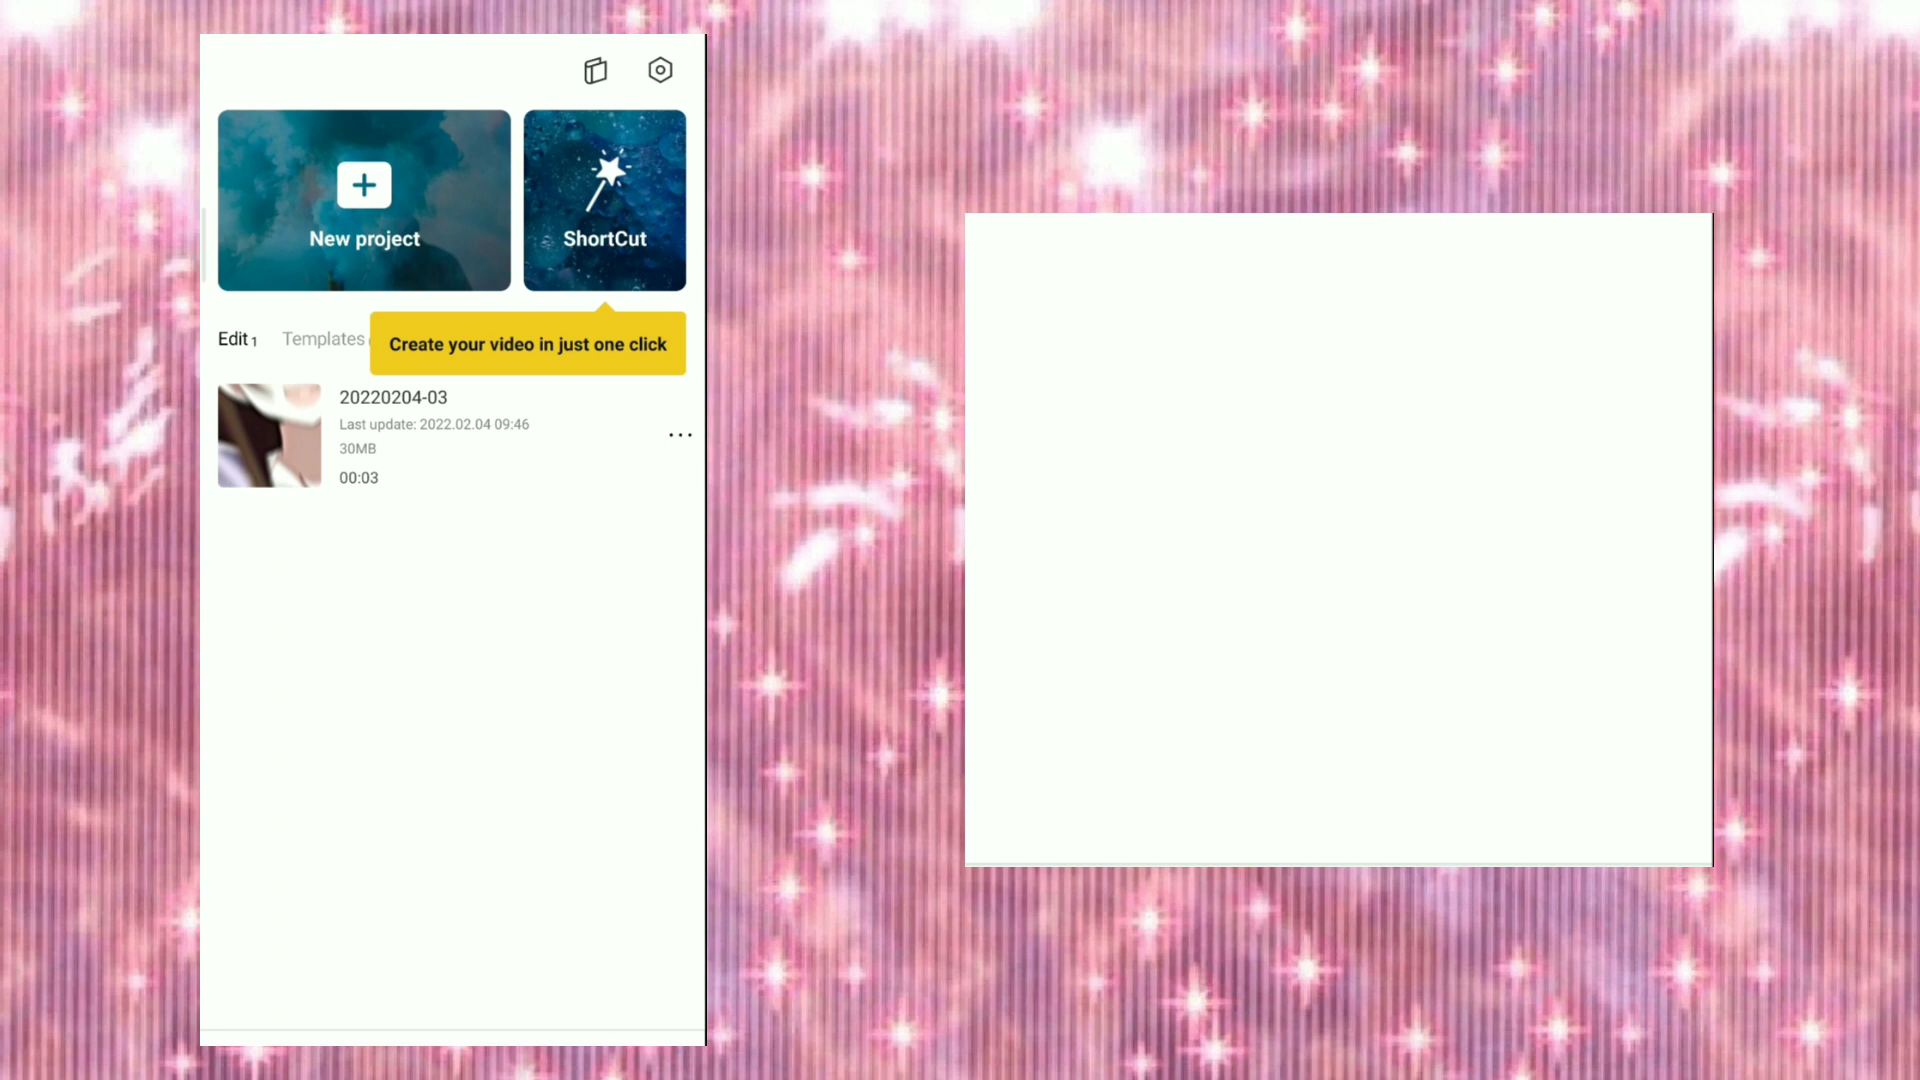 New project
ShortCut
Edit 1
Templates
Create your video in just one click
20220204-03
Last update: 2022.02.04 09:46
30MB
00:03